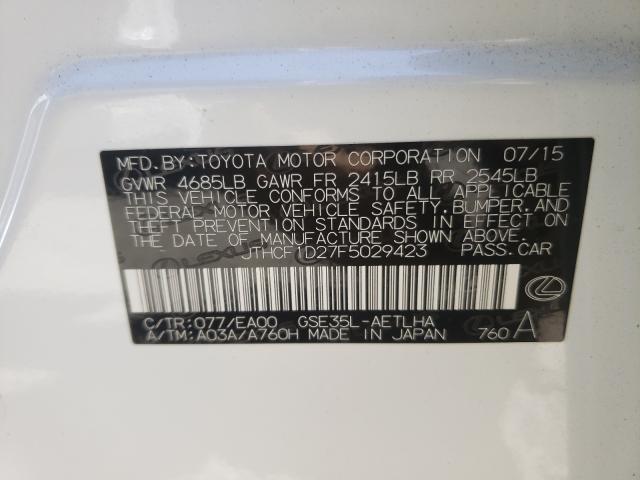 MFD.BY:TOYOTA MOTOR CORPORATION 07/15
GVWR 4685LB GAWR FR 2415LB RR 2545LB
THIS VEHICLE CONFORMS TO ALL APPLICABLE
FEDERAL MOTOR VEHICLE SAFETY,BUMPER,AND
THEFT PREVENTION STANDARDS IN EFFECT ON
THE DATE OF MANUFACTURE SHOWN ABOVE.
JTHCF1D27F5029423 PASS.CAR
C/TR:077/EA00 GSE35L-AETLHA
A/TM:A03A/A760H MADE IN JAPAN 760A